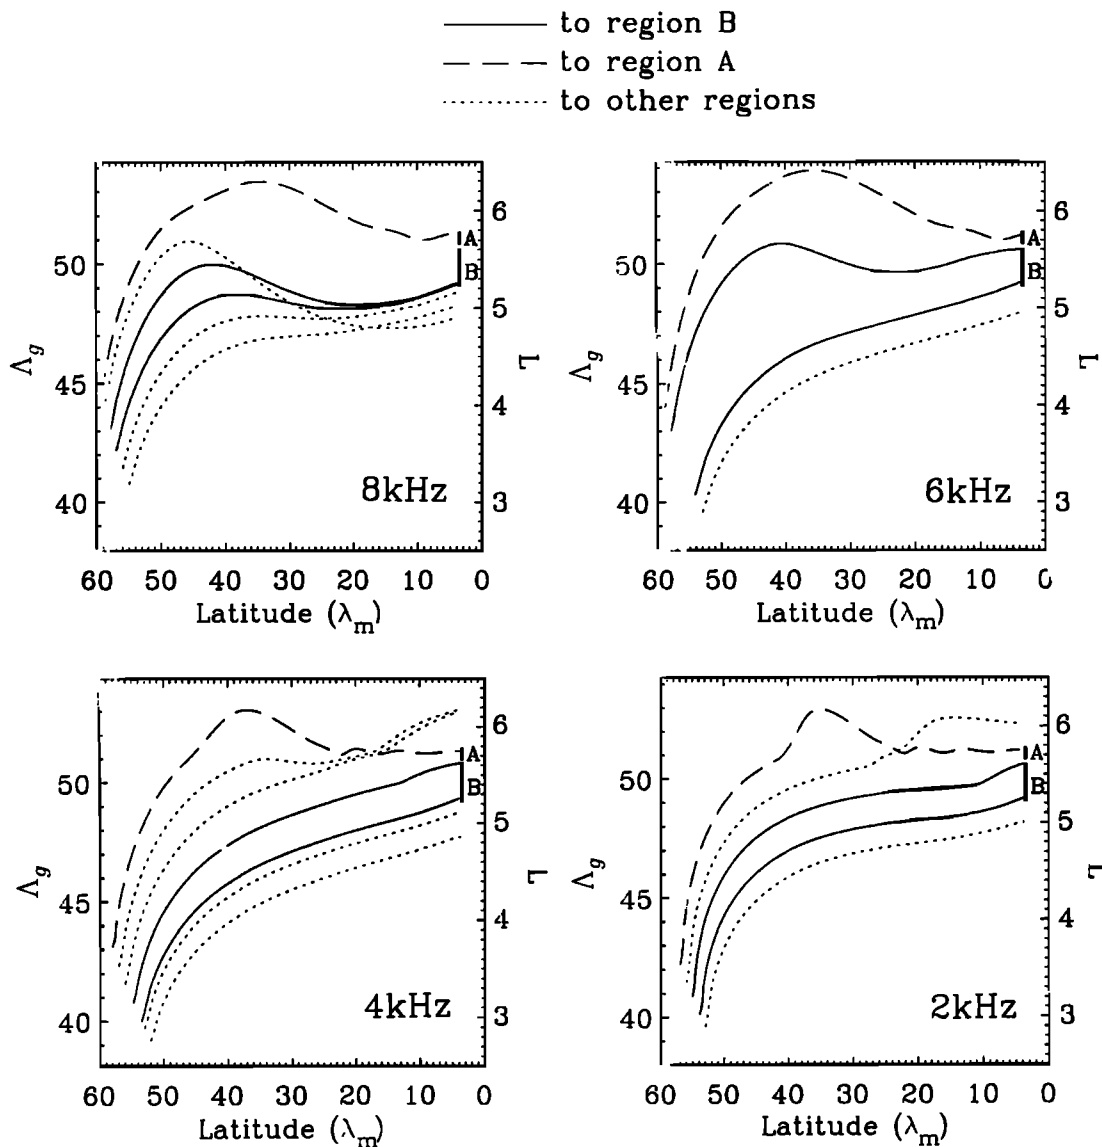 to region B
to region A
to other regions
Λg
50
45
40
60 50 40 30 20 10 0
Latitude (λm)
6
5
4
3
L
A
B
8kHz
Λg
50
45
40
60 50 40 30 20 10 0
Latitude (λm)
6
5
4
3
L
A
B
6kHz
Λg
50
45
40
60 50 40 30 20 10 0
Latitude (λm)
6
5
4
3
L
A
B
4kHz
Λg
50
45
40
60 50 40 30 20 10 0
Latitude (λm)
6
5
4
3
L
A
B
2kHz